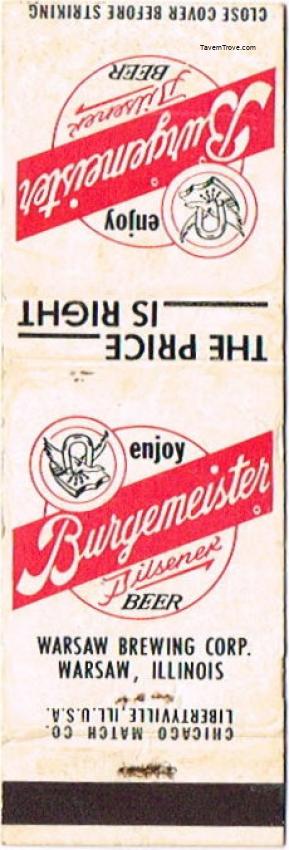 CLOSE COVER BEFORE STRIKING
TavernTrove.com
enjoy
Burgemeister
Pilsener
BEER
THE PRICE
IS RIGHT
enjoy
Burgemeister
Pilsener
BEER
WARSAW BREWING CORP.
WARSAW, ILLINOIS
CHICAGO MATCH CO.
LIBERTYVILLE, ILL. U.S.A.